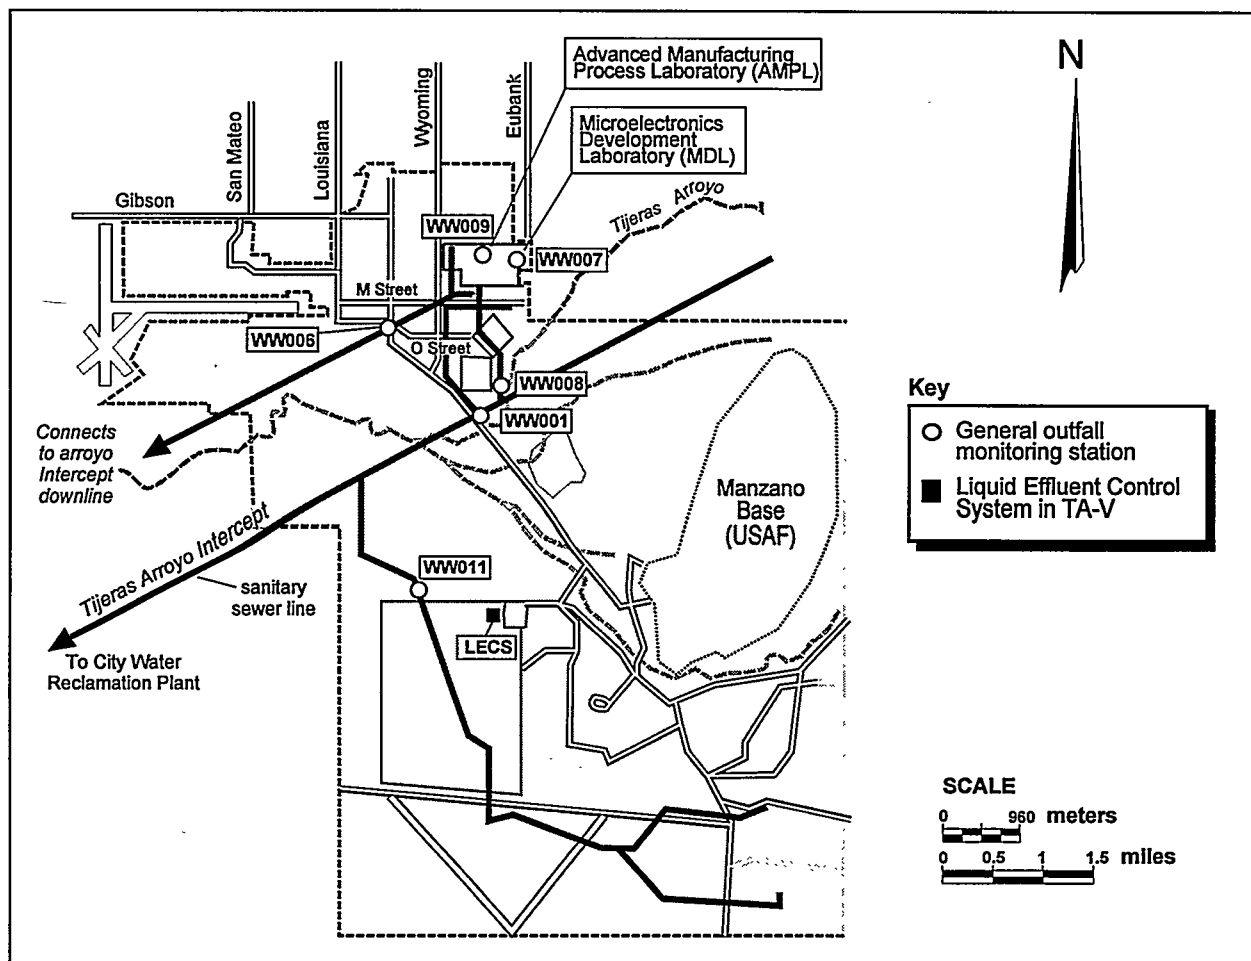 Advanced Manufacturing
Process Laboratory (AMPL)
N
Microelectronics
Development
Laboratory (MDL)
San Mateo
Louisiana
Wyoming
Eubank
Gibson
Tijeras Arroyo
WW009
WW007
M Street
WW006
O Street
WW008
WW001
Connects
to arroyo
Intercept
downline
Key
General outfall
monitoring station
Liquid Effluent Control
System in TA-V
Manzano
Base
(USAF)
Tijeras Arroyo Intercept
sanitary
sewer line
WW011
LECS
To City Water
Reclamation Plant
SCALE
0 960 meters
0 0.5 1 1.5 miles